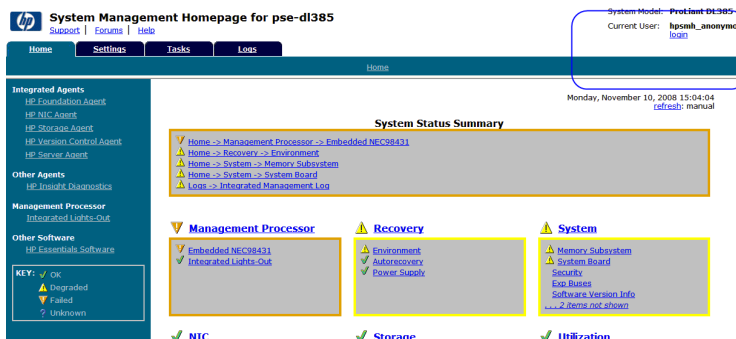 hp
System Management Homepage for pse-dl385
Support | Forums | Help
System Model: ProLiant DL385
Current User: hpsmh_anonymo
login
Home Settings Tasks Logs
Home
Integrated Agents
HP Foundation Agent
HP NIC Agent
HP Storage Agent
HP Version Control Agent
HP Server Agent
Other Agents
HP Insight Diagnostics
Management Processor
Integrated Lights-Out
Other Software
HP Essentials Software
KEY: OK
Degraded
Failed
? Unknown
Monday, November 10, 2008 15:04:04
refresh: manual
System Status Summary
Home -> Management Processor -> Embedded NEC98431
Home -> Recovery -> Environment
Home -> System -> Memory Subsystem
Home -> System -> System Board
Logs -> Integrated Management Log
Management Processor
Embedded NEC98431
Integrated Lights-Out
Recovery
Environment
Autorecovery
Power Supply
System
Memory Subsystem
System Board
Security
Exp Buses
Software Version Info
. . . 2 items not shown
NIC
Storage
Utilization